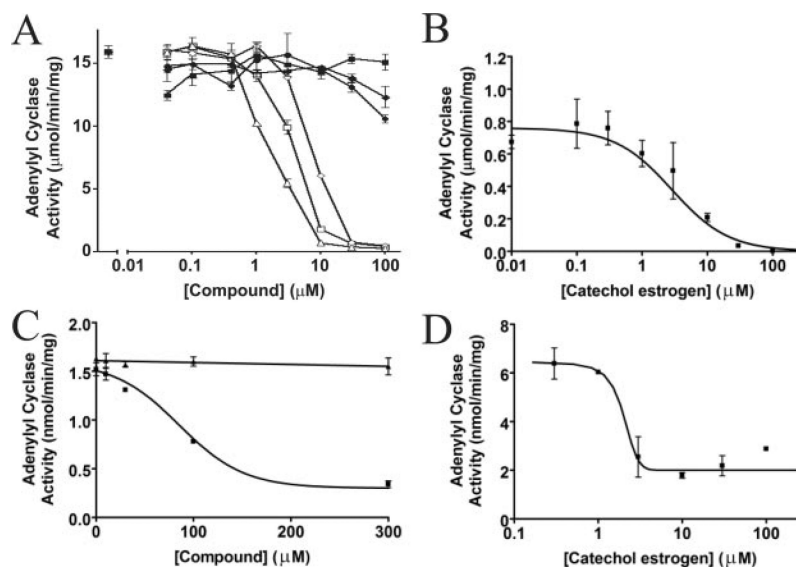 A
Adenylyl Cyclase
Activity (μmol/min/mg)
15
10
5
0
0.01
0.1
1
10
100
[Compound] (μM)
B
Adenylyl Cyclase
Activity (μmol/min/mg)
1.2
1.0
0.8
0.6
0.4
0.2
0.0
0.01
0.1
1
10
100
[Catechol estrogen] (μM)
C
Adenylyl Cyclase
Activity (nmol/min/mg)
2.0
1.5
1.0
0.5
0.0
0
100
200
300
[Compound] (μM)
D
Adenylyl Cyclase
Activity (nmol/min/mg)
8
6
4
2
0
0.1
1
10
100
[Catechol estrogen] (μM)